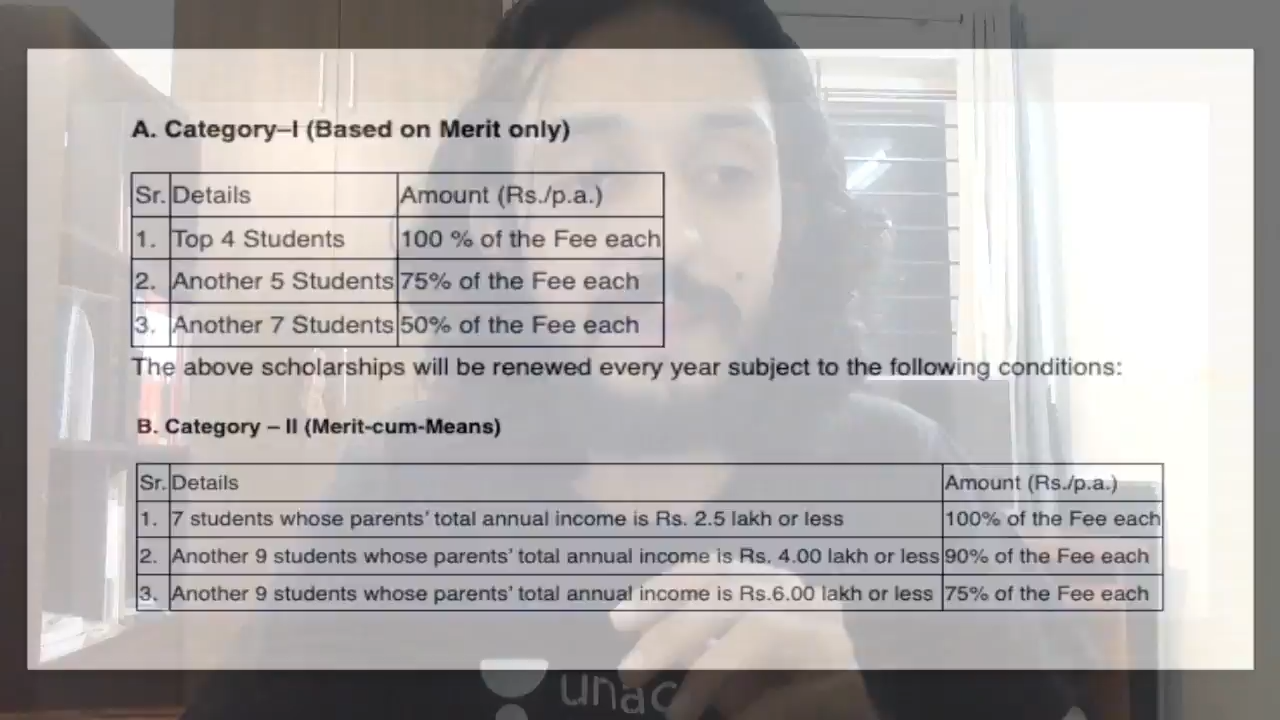 A. Category–I (Based on Merit only)
Sr. Details Amount (Rs./p.a.)
1. Top 4 Students 100 % of the Fee each
2. Another 5 Students 75% of the Fee each
3. Another 7 Students 50% of the Fee each
The above scholarships will be renewed every year subject to the following conditions:
B. Category – II (Merit-cum-Means)
Sr. Details Amount (Rs./p.a.)
1. 7 students whose parents' total annual income is Rs. 2.5 lakh or less 100% of the Fee each
2. Another 9 students whose parents' total annual income is Rs. 4.00 lakh or less 90% of the Fee each
3. Another 9 students whose parents' total annual income is Rs.6.00 lakh or less 75% of the Fee each
unac